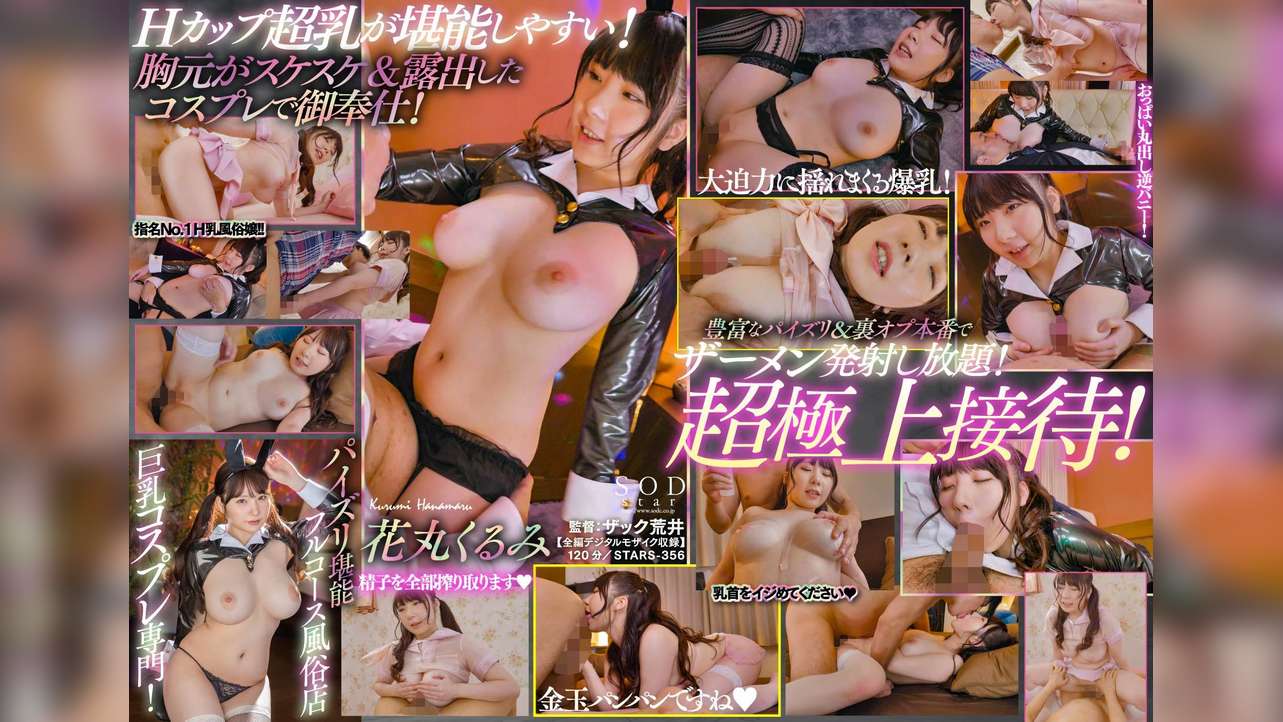 Hカップ超乳が堪能しやすい!
胸元がスケスケ&露出した
コスプレで御奉仕!
指名No.1H乳風俗嬢!!
大迫力に揺れまくる爆乳!
おっぱい丸出し逆バニー!
豊富なパイズリ&裏オプ本番で
ザーメン発射し放題!
超極上接待!
パイズリ堪能
フルコース風俗店
巨乳コスプレ専門!
Kurumi Hanamaru
花丸くるみ
精子を全部搾り取ります♥
SOD
star
http://www.sodc.co.jp
監督:ザック荒井
【全編デジタルモザイク収録】
120分/STARS-356
乳首をイジめてください♥
金玉パンパンですね♥